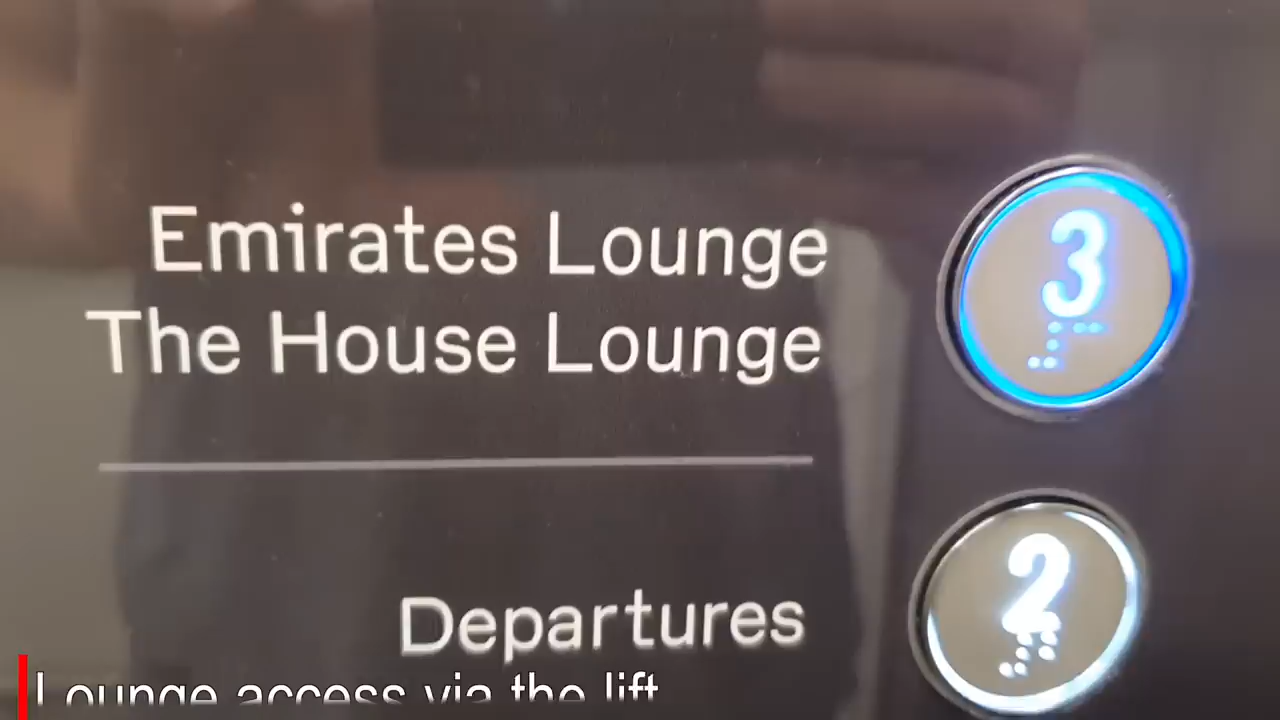 Emirates Lounge
The House Lounge
3
Departures
2
Lounge access via the lift